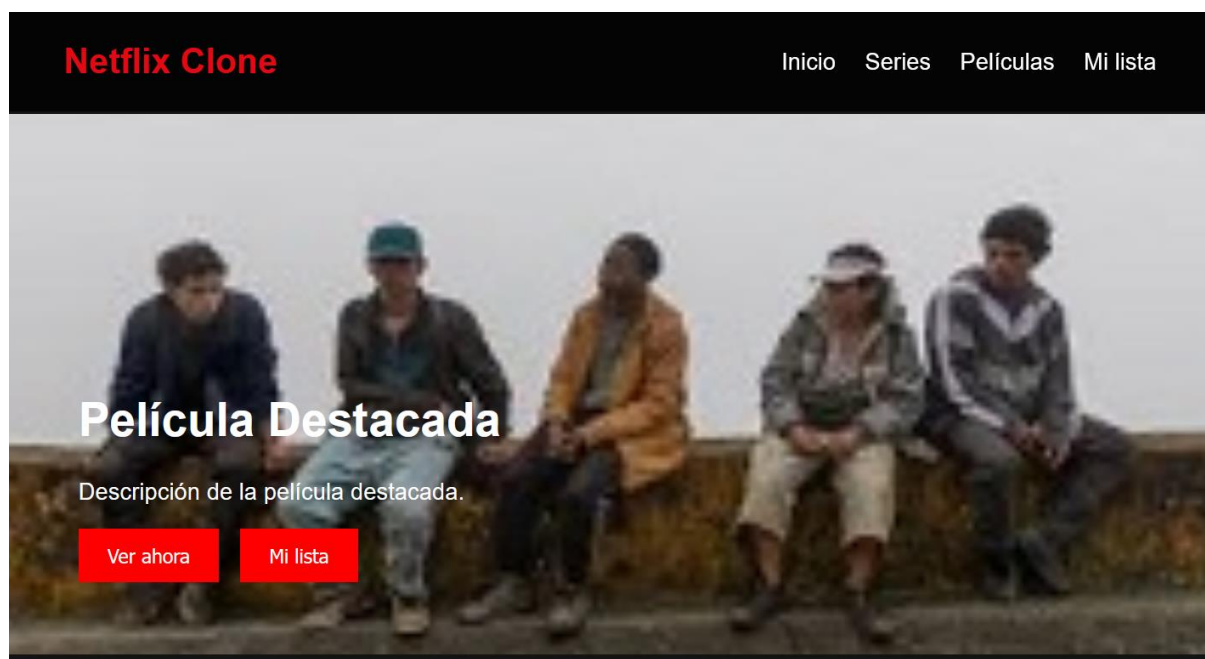 Netflix Clone
Inicio Series Películas Mi lista
Película Destacada
Descripción de la película destacada.
Ver ahora Mi lista